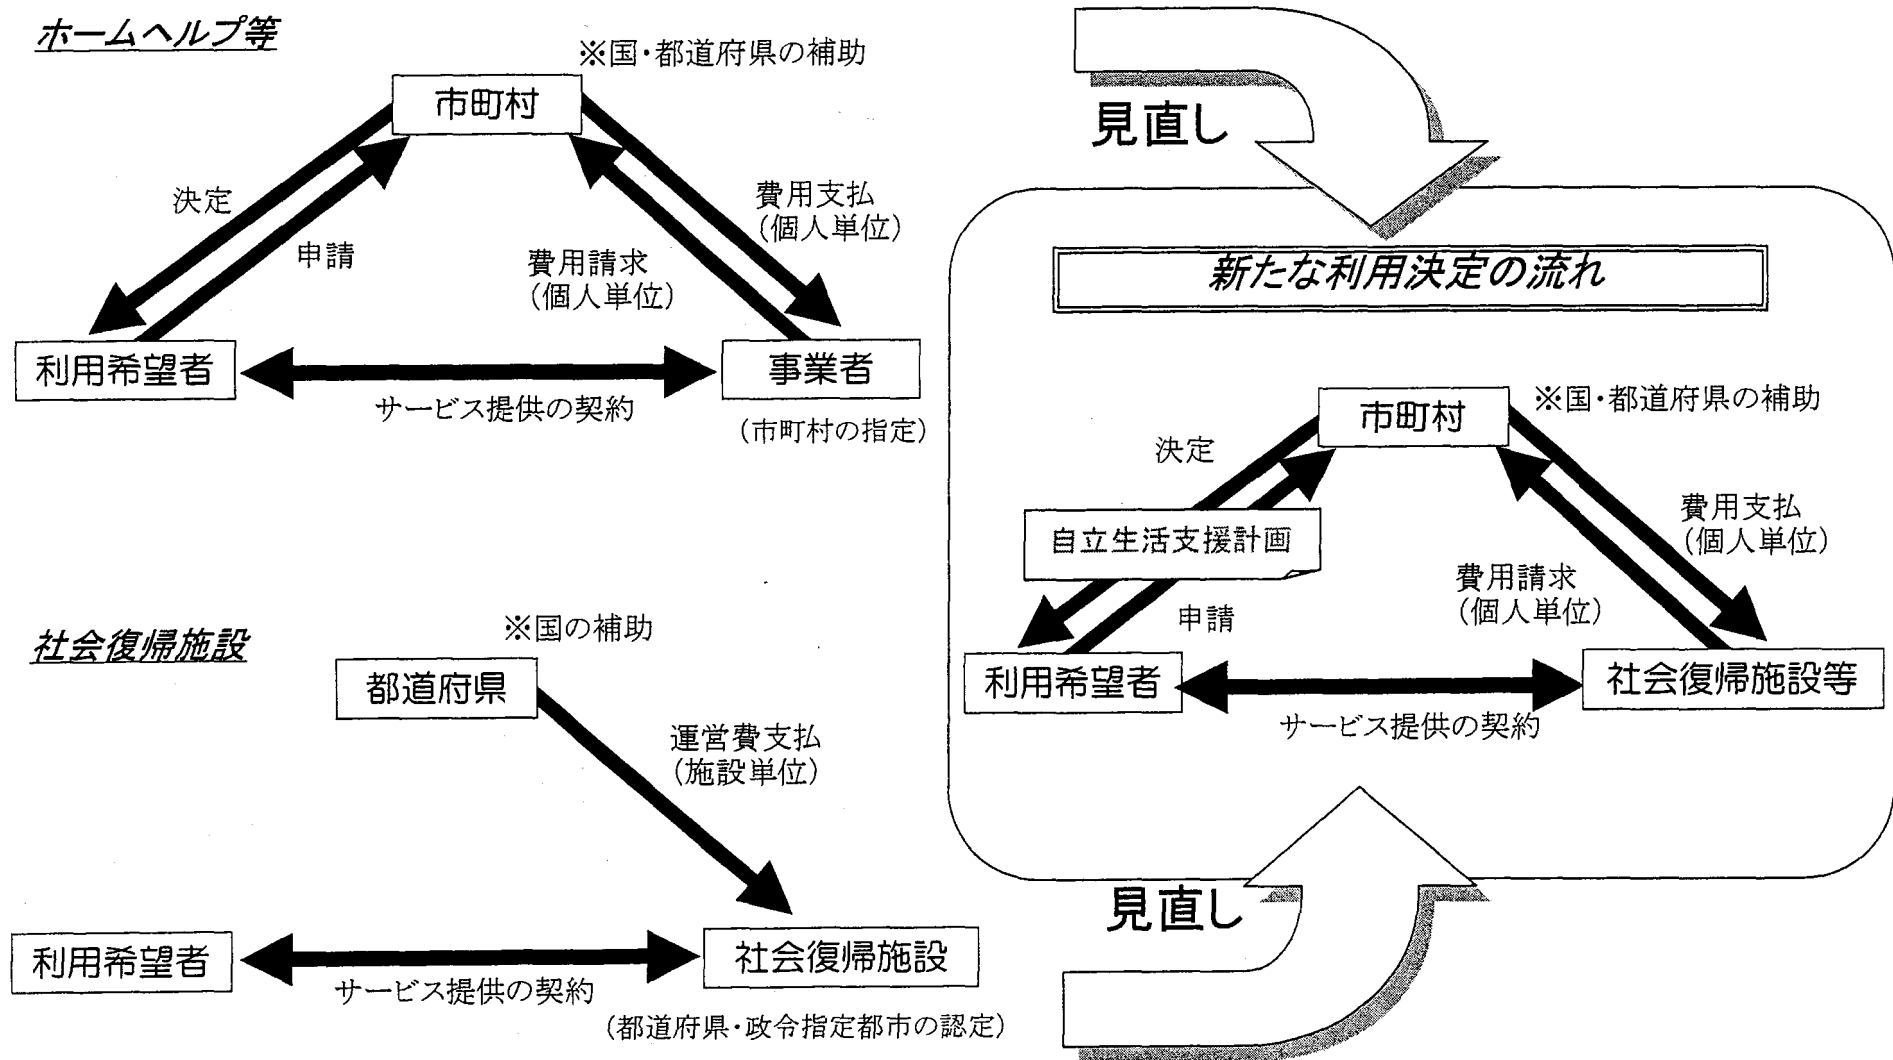 ホームヘルプ等
※国・都道府県の補助
市町村
決定
申請
費用支払
（個人単位）
費用請求
（個人単位）
利用希望者
事業者
サービス提供の契約
（市町村の指定）
社会復帰施設
※国の補助
都道府県
運営費支払
（施設単位）
利用希望者
社会復帰施設
サービス提供の契約
（都道府県・政令指定都市の認定）
見直し
新たな利用決定の流れ
市町村
※国・都道府県の補助
決定
自立生活支援計画
申請
費用支払
（個人単位）
費用請求
（個人単位）
利用希望者
社会復帰施設等
サービス提供の契約
見直し